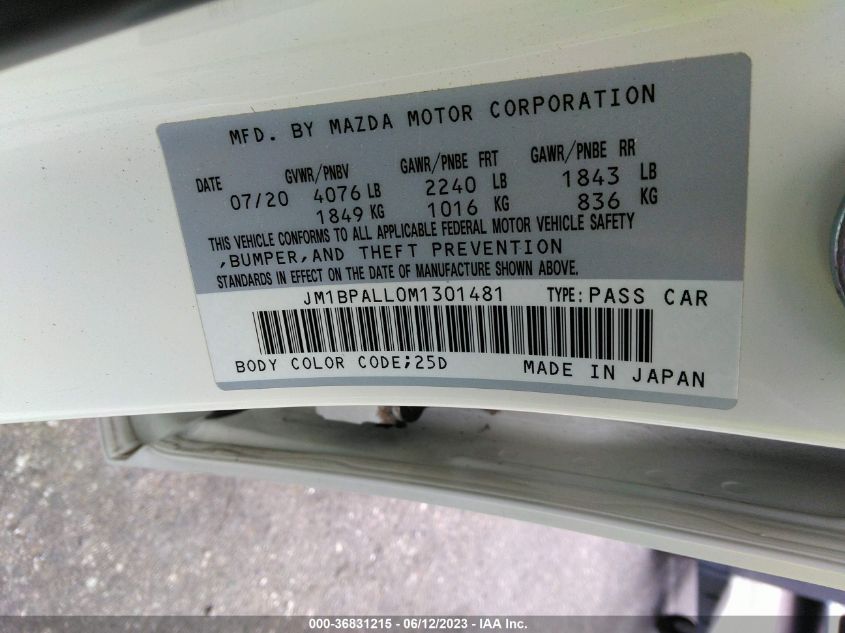 MFD. BY MAZDA MOTOR CORPORATION
DATE GVWR/PNBV GAWR/PNBE FRT GAWR/PNBE RR
07/20 4076 LB 2240 LB 1843 LB
1849 KG 1016 KG 836 KG
THIS VEHICLE CONFORMS TO ALL APPLICABLE FEDERAL MOTOR VEHICLE SAFETY
,BUMPER,AND THEFT PREVENTION
STANDARDS IN EFFECT ON THE DATE OF MANUFACTURE SHOWN ABOVE.
JM1BPALL0M1301481 TYPE:PASS CAR
BODY COLOR CODE;25D MADE IN JAPAN
000-36831215 - 06/12/2023 - IAA Inc.